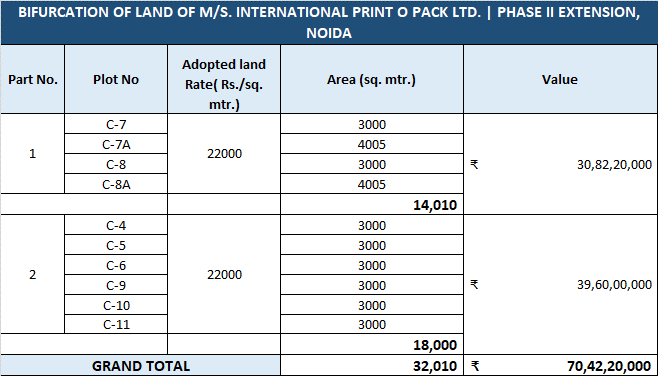 BIFURCATION OF LAND OF M/S. INTERNATIONAL PRINT O PACK LTD. | PHASE II EXTENSION,
NOIDA
Part No. Plot No Adopted land Rate( Rs./sq. mtr.) Area (sq. mtr.) Value
1 C-7 22000 3000 ₹ 30,82,20,000
C-7A 4005
C-8 3000
C-8A 4005
14,010
2 C-4 22000 3000 ₹ 39,60,00,000
C-5 3000
C-6 3000
C-9 3000
C-10 3000
C-11 3000
18,000
GRAND TOTAL 32,010 ₹ 70,42,20,000